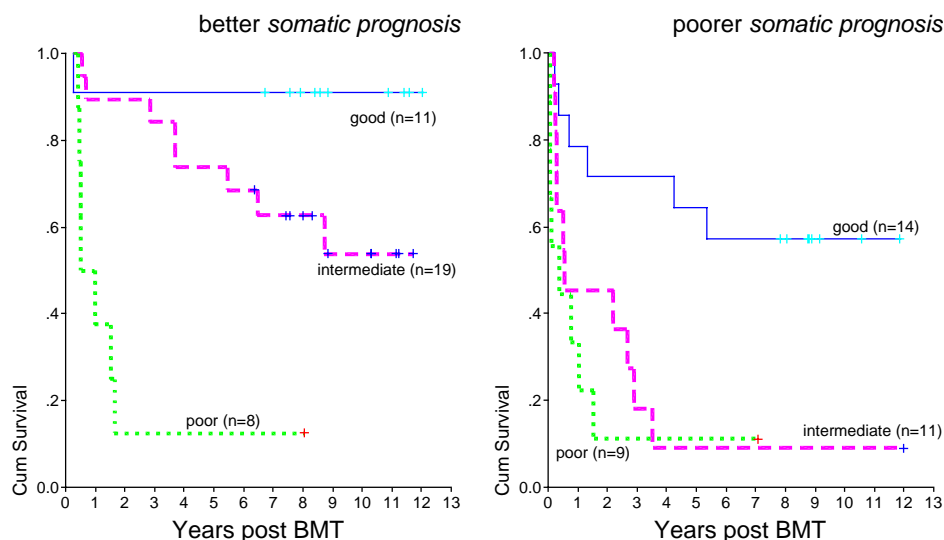 better somatic prognosis
1.0
.8
.6
.4
.2
0.0
Cum Survival
good (n=11)
intermediate (n=19)
poor (n=8)
0 1 2 3 4 5 6 7 8 9 10 11 12 13
Years post BMT
poorer somatic prognosis
1.0
.8
.6
.4
.2
0.0
Cum Survival
good (n=14)
intermediate (n=11)
poor (n=9)
0 1 2 3 4 5 6 7 8 9 10 11 12 13
Years post BMT